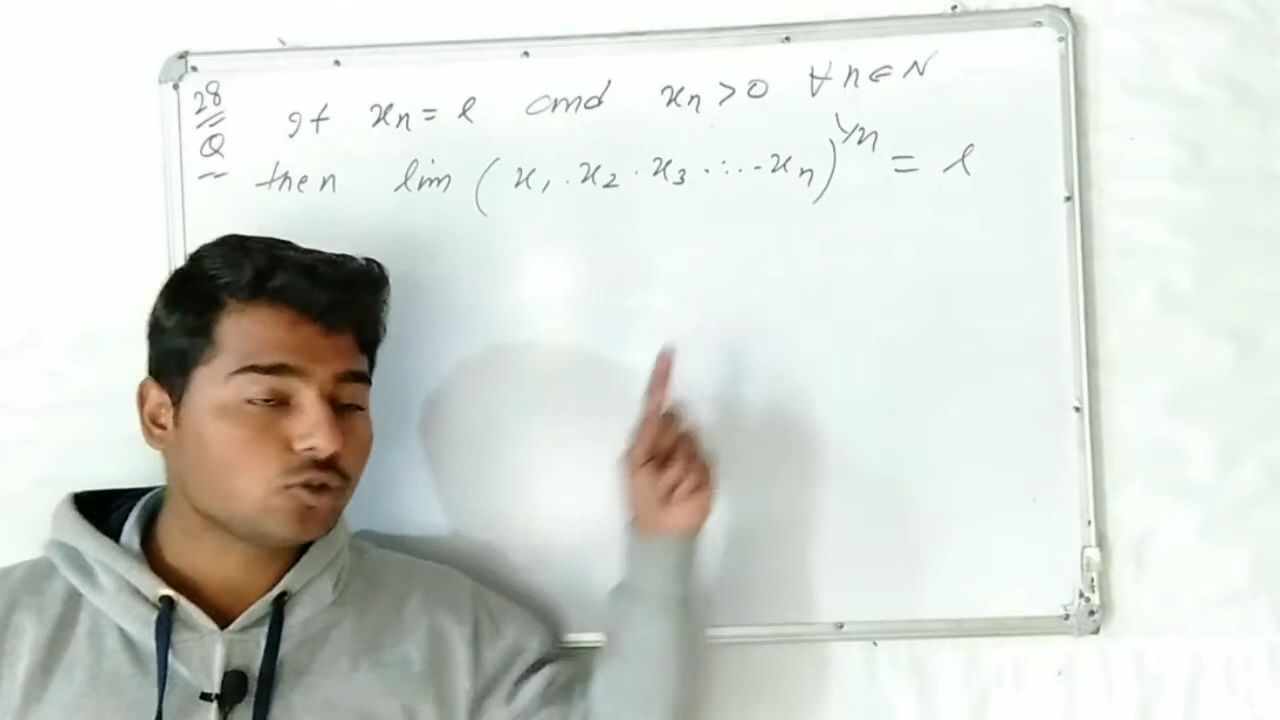 28
Q If xn = l and xn > 0 ∀ n ∈ N
then lim (x1 . x2 . x3 ..... xn)^1/n = l